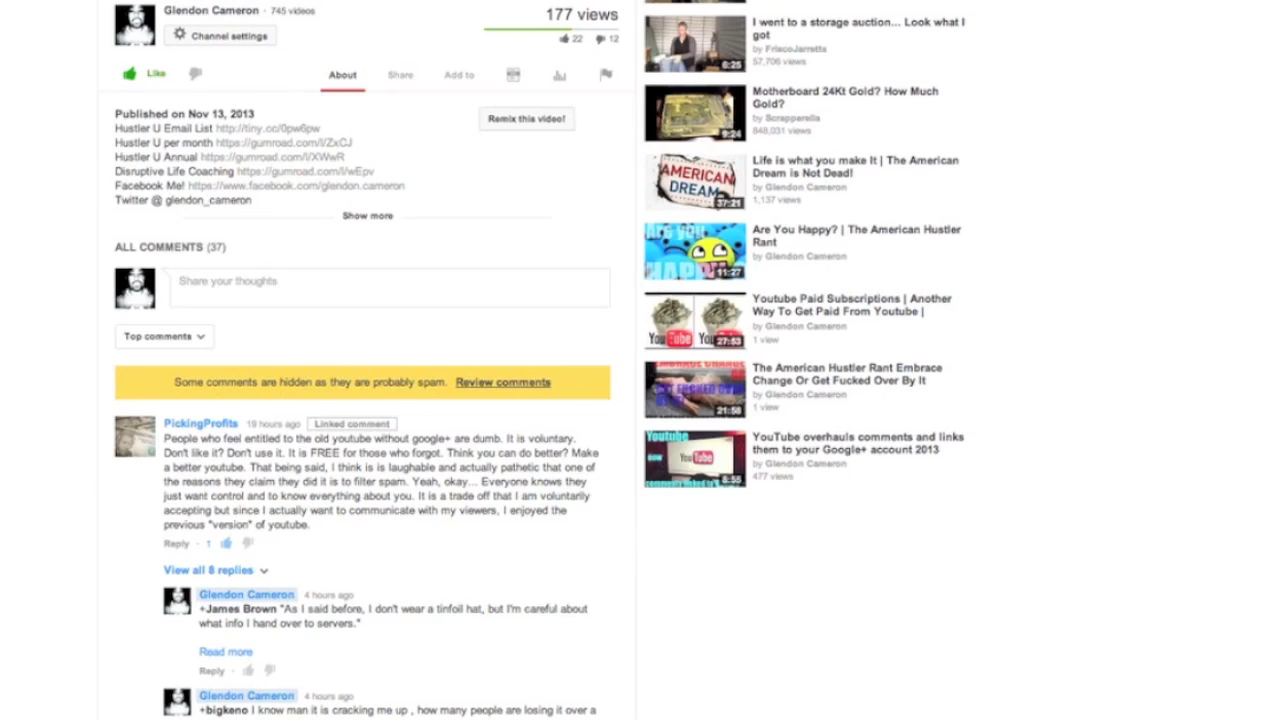 Glendon Cameron · 745 videos
Channel settings
177 views
22 12
Like
About Share Add to
Published on Nov 13, 2013
Hustler U Email List http://tiny.cc/0pw6pw
Hustler U per month https://gumroad.com/l/ZxCJ
Hustler U Annual https://gumroad.com/l/XWwR
Disruptive Life Coaching https://gumroad.com/l/wEpv
Facebook Me! https://www.facebook.com/glendon.cameron
Twitter @ glendon_cameron
Remix this video!
Show more
ALL COMMENTS (37)
Share your thoughts
Top comments
Some comments are hidden as they are probably spam. Review comments
PickingProfits 19 hours ago Linked comment
People who feel entitled to the old youtube without google+ are dumb. It is voluntary.
Don't like it? Don't use it. It is FREE for those who forgot. Think you can do better? Make
a better youtube. That being said, I think is is laughable and actually pathetic that one of
the reasons they claim they did it is to filter spam. Yeah, okay... Everyone knows they
just want control and to know everything about you. It is a trade off that I am voluntarily
accepting but since I actually want to communicate with my viewers, I enjoyed the
previous "version" of youtube.
Reply · 1
View all 8 replies
Glendon Cameron 4 hours ago
+James Brown "As I said before, I don't wear a tinfoil hat, but I'm careful about
what info I hand over to servers."
Read more
Reply ·
Glendon Cameron 4 hours ago
+bigkeno I know man it is cracking me up , how many people are losing it over a
I went to a storage auction... Look what I
got
by FriscoJarretts
57,706 views
6:25
Motherboard 24Kt Gold? How Much
Gold?
by Scrapperella
848,031 views
9:24
Life is what you make It | The American
Dream is Not Dead!
by Glendon Cameron
1,137 views
AMERICAN
DREAM
37:21
Are You Happy? | The American Hustler
Rant
by Glendon Cameron
Are you
HAPPY
11:27
Youtube Paid Subscriptions | Another
Way To Get Paid From Youtube |
by Glendon Cameron
1 view
YouTube You
27:53
The American Hustler Rant Embrace
Change Or Get Fucked Over By It
by Glendon Cameron
1 view
EMBRACE CHANGE
21:58
YouTube overhauls comments and links
them to your Google+ account 2013
by Glendon Cameron
477 views
Youtube
YouTube
8:55